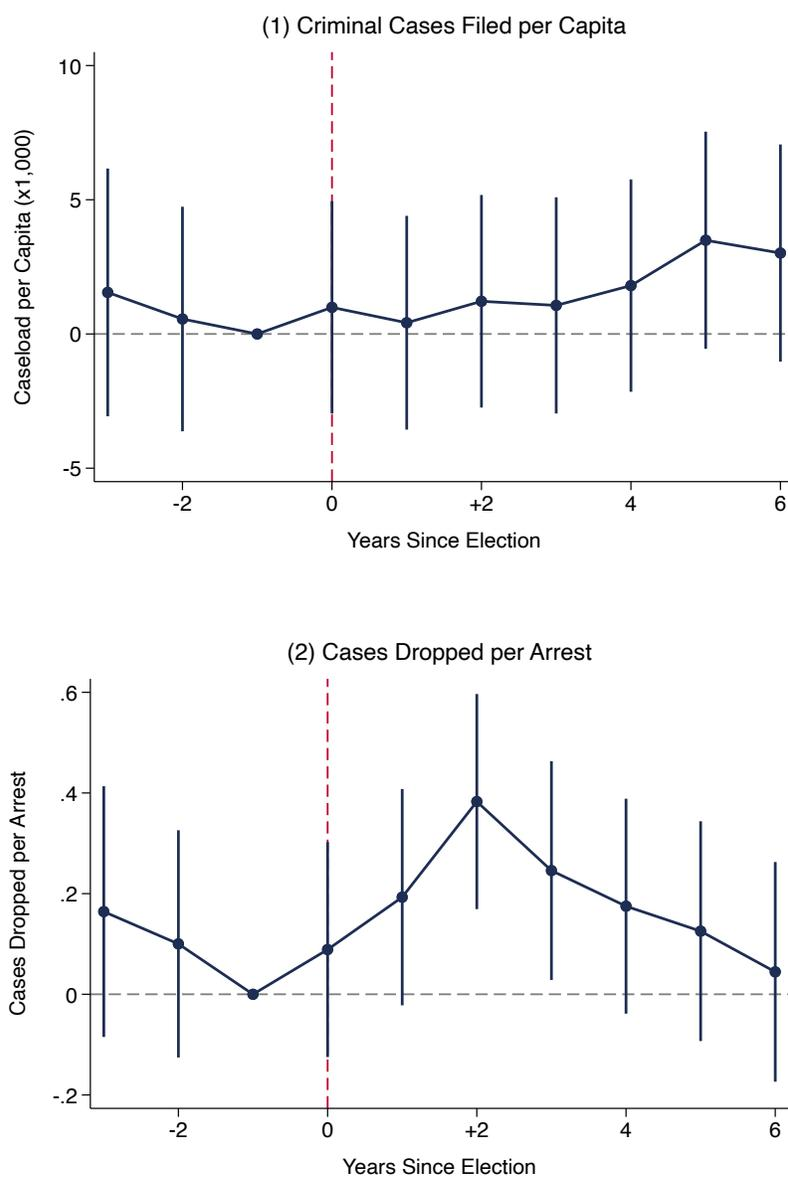 (1) Criminal Cases Filed per Capita
10
5
0
-5
Caseload per Capita (x1,000)
-2 0 +2 4 6
Years Since Election
(2) Cases Dropped per Arrest
.6
.4
.2
0
-.2
Cases Dropped per Arrest
-2 0 +2 4 6
Years Since Election